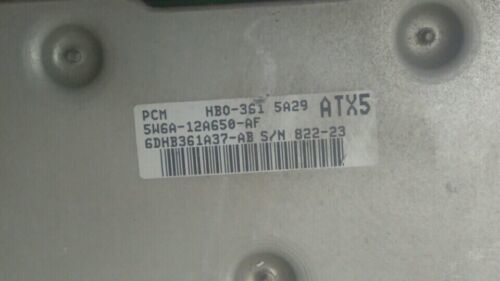 PCM HBO-361 5A29 ATX5
5W6A-12A650-AF
6DHB361A37-AB S/N 822-23